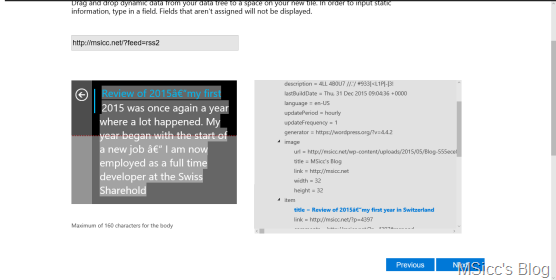 Drag and drop dynamic data from your data tree to a space on your new tile. In order to input static
information, type in a field. Fields that aren't assigned will not be displayed.
http://msicc.net/?feed=rss2
Review of 2015â€“my first
2015 was once again a year
where a lot happened. My
year began with the start of
a new job â€“ I am now
employed as a full time
developer at the Swiss
Sharehold
Maximum of 160 characters for the body
lastBuildDate = Thu, 31 Dec 2015 09:04:36 +0000
language = en-US
updatePeriod = hourly
updateFrequency = 1
generator = https://wordpress.org/?v=4.4.2
image
url = http://msicc.net/wp-content/uploads/2015/05/Blog-555ecel
title = MSicc's Blog
link = http://msicc.net
width = 32
height = 32
item
title = Review of 2015â€“my first year in Switzerland
link = http://msicc.net/?p=4397
Previous
Next
MSicc's Blog